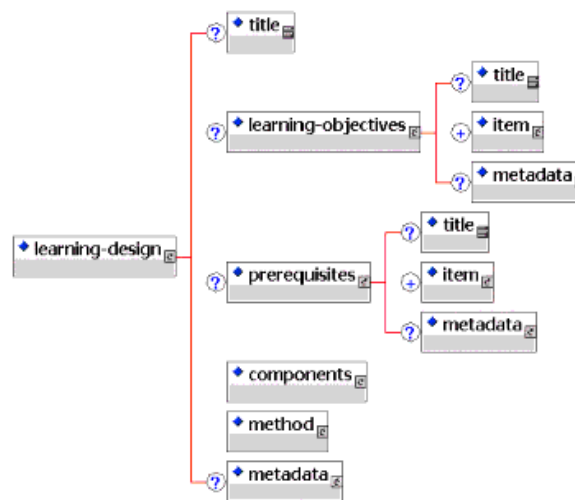 title
title
learning-objectives
item
metadata
title
learning-design
prerequisites
item
metadata
components
method
metadata